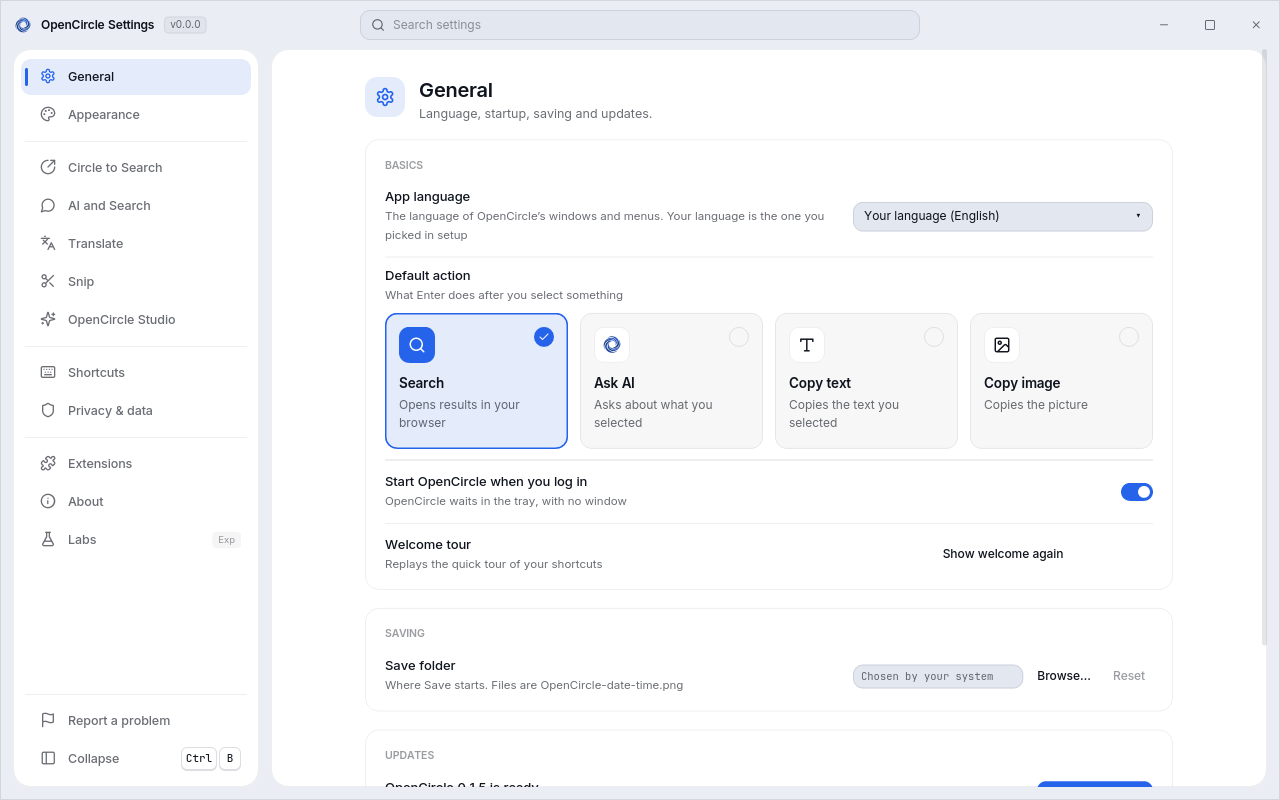 OpenCircle Settings v0.0.0
Search settings
General
Appearance
Circle to Search
AI and Search
Translate
Snip
OpenCircle Studio
Shortcuts
Privacy & data
Extensions
About
Labs Exp
Report a problem
Collapse Ctrl B
General
Language, startup, saving and updates.
BASICS
App language
The language of OpenCircle's windows and menus. Your language is the one you
picked in setup
Your language (English)
Default action
What Enter does after you select something
Search
Opens results in your
browser
Ask AI
Asks about what you
selected
Copy text
Copies the text you
selected
Copy image
Copies the picture
Start OpenCircle when you log in
OpenCircle waits in the tray, with no window
Welcome tour
Replays the quick tour of your shortcuts
Show welcome again
SAVING
Save folder
Where Save starts. Files are OpenCircle-date-time.png
Chosen by your system
Browse...
Reset
UPDATES
OpenCircle 0.1.5 is ready